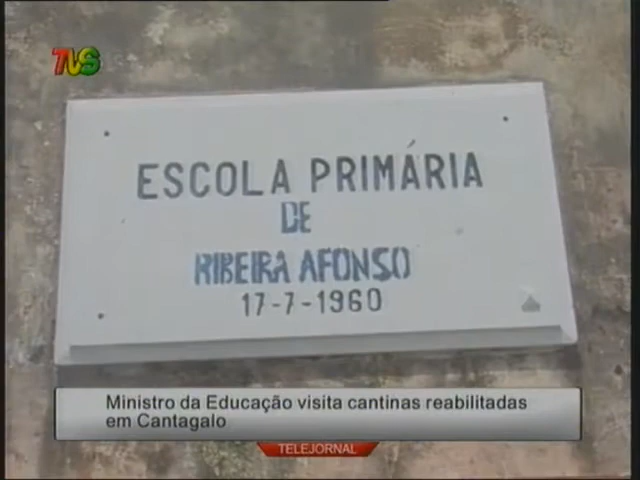 TVS
ESCOLA PRIMÁRIA
DE
RIBEIRA AFONSO
17-7-1960
Ministro da Educação visita cantinas reabilitadas
em Cantagalo
TELEJORNAL